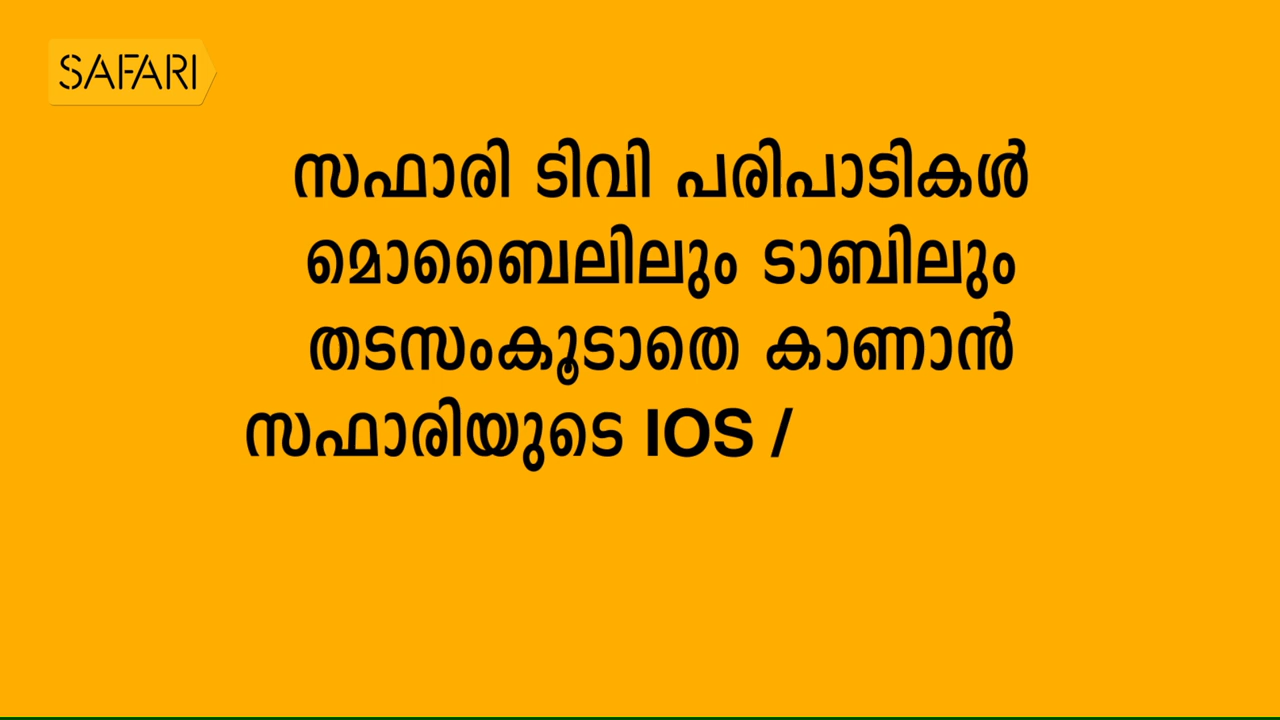 SAFARI
സഫാരി ടിവി പരിപാടികൾ
മൊബൈലിലും ടാബിലും
തടസംകൂടാതെ കാണാൻ
സഫാരിയുടെ IOS /